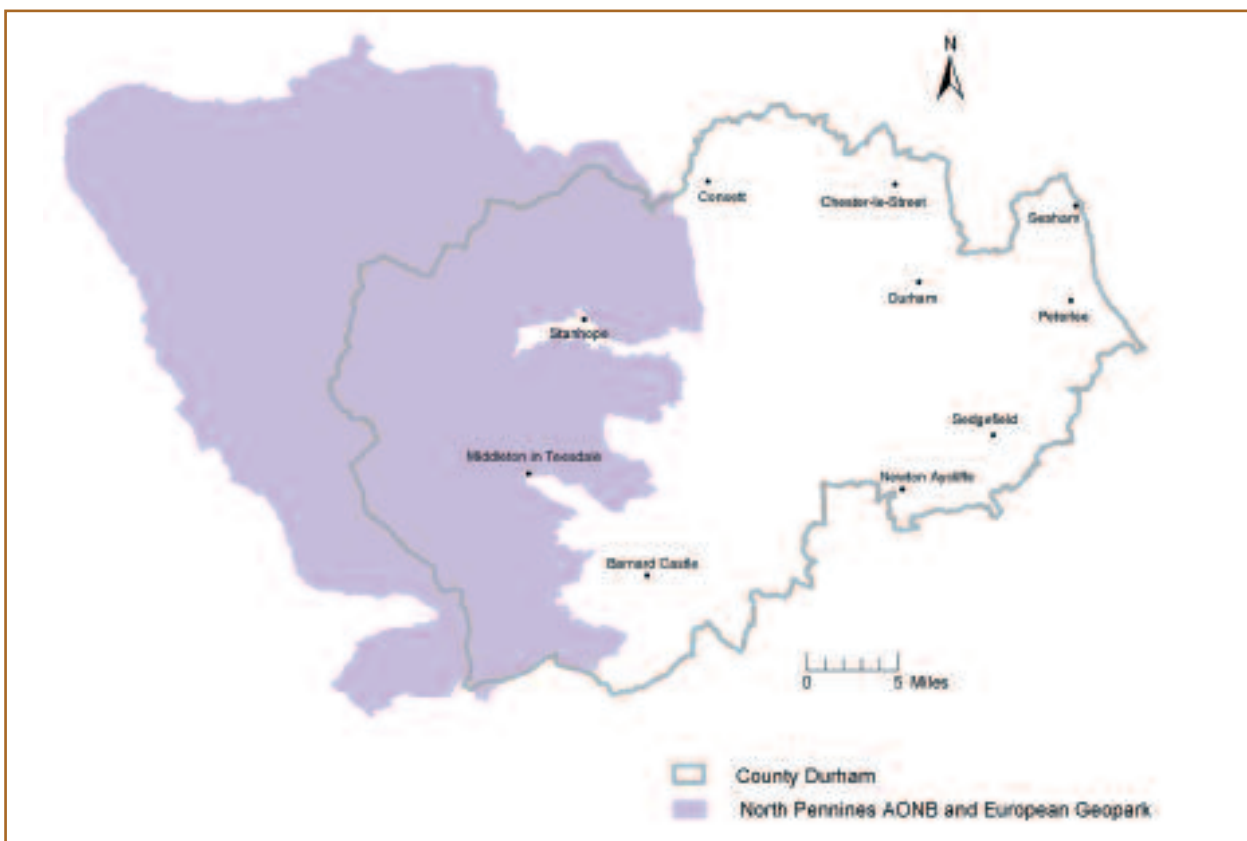 N
Consett
Chester-le-Street
Seaham
Durham
Peterlee
Stanhope
Sedgefield
Middleton in Teesdale
Newton Aycliffe
Barnard Castle
0 5 Miles
County Durham
North Pennines AONB and European Geopark